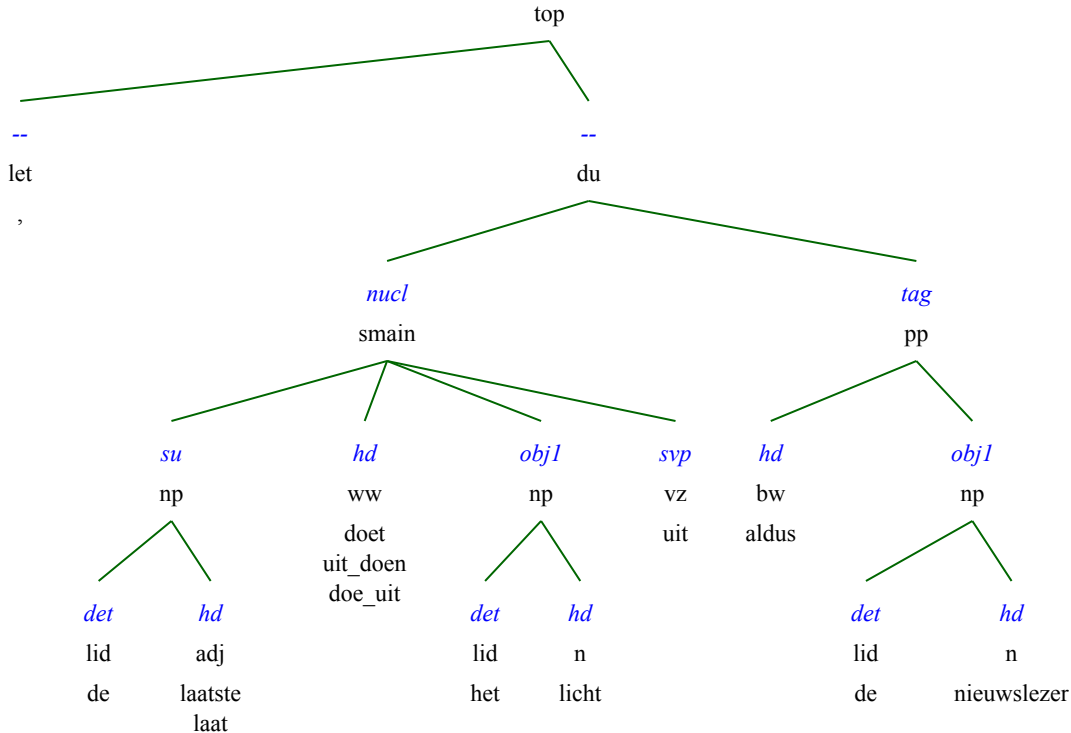 top
-- --
let du
,
nucl tag
smain pp
su hd obj1 svp hd obj1
np ww np vz bw np
doet uit aldus
uit_doen
doe_uit
det hd det hd det hd
lid adj lid n lid n
de laatste het licht de nieuwslezer
laat